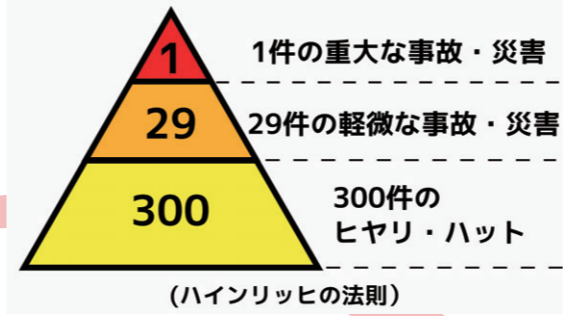 1
1件の重大な事故・災害
29
29件の軽微な事故・災害
300
300件の
ヒヤリ・ハット
(ハインリッヒの法則)